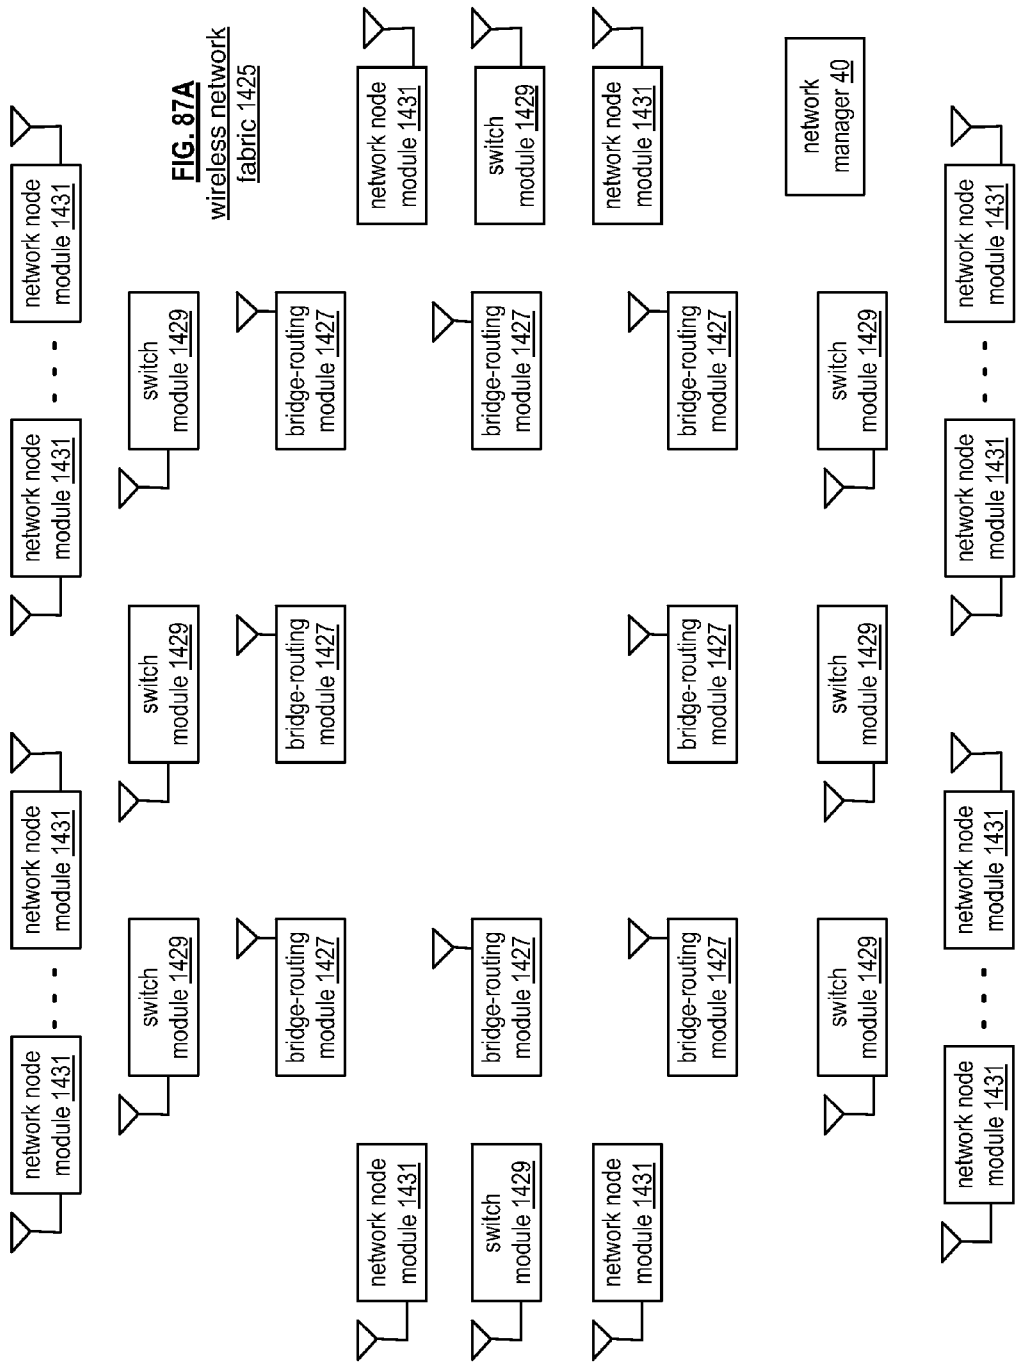 network node
module 1431
network node
module 1431
network node
module 1431
network node
module 1431
switch
module 1429
switch
module 1429
switch
module 1429
FIG. 87A
wireless network
fabric 1425
bridge-routing
module 1427
bridge-routing
module 1427
bridge-routing
module 1427
network node
module 1431
network node
module 1431
switch
module 1429
bridge-routing
module 1427
bridge-routing
module 1427
switch
module 1429
network node
module 1431
network node
module 1431
bridge-routing
module 1427
bridge-routing
module 1427
bridge-routing
module 1427
network
manager 40
switch
module 1429
switch
module 1429
switch
module 1429
network node
module 1431
network node
module 1431
network node
module 1431
network node
module 1431